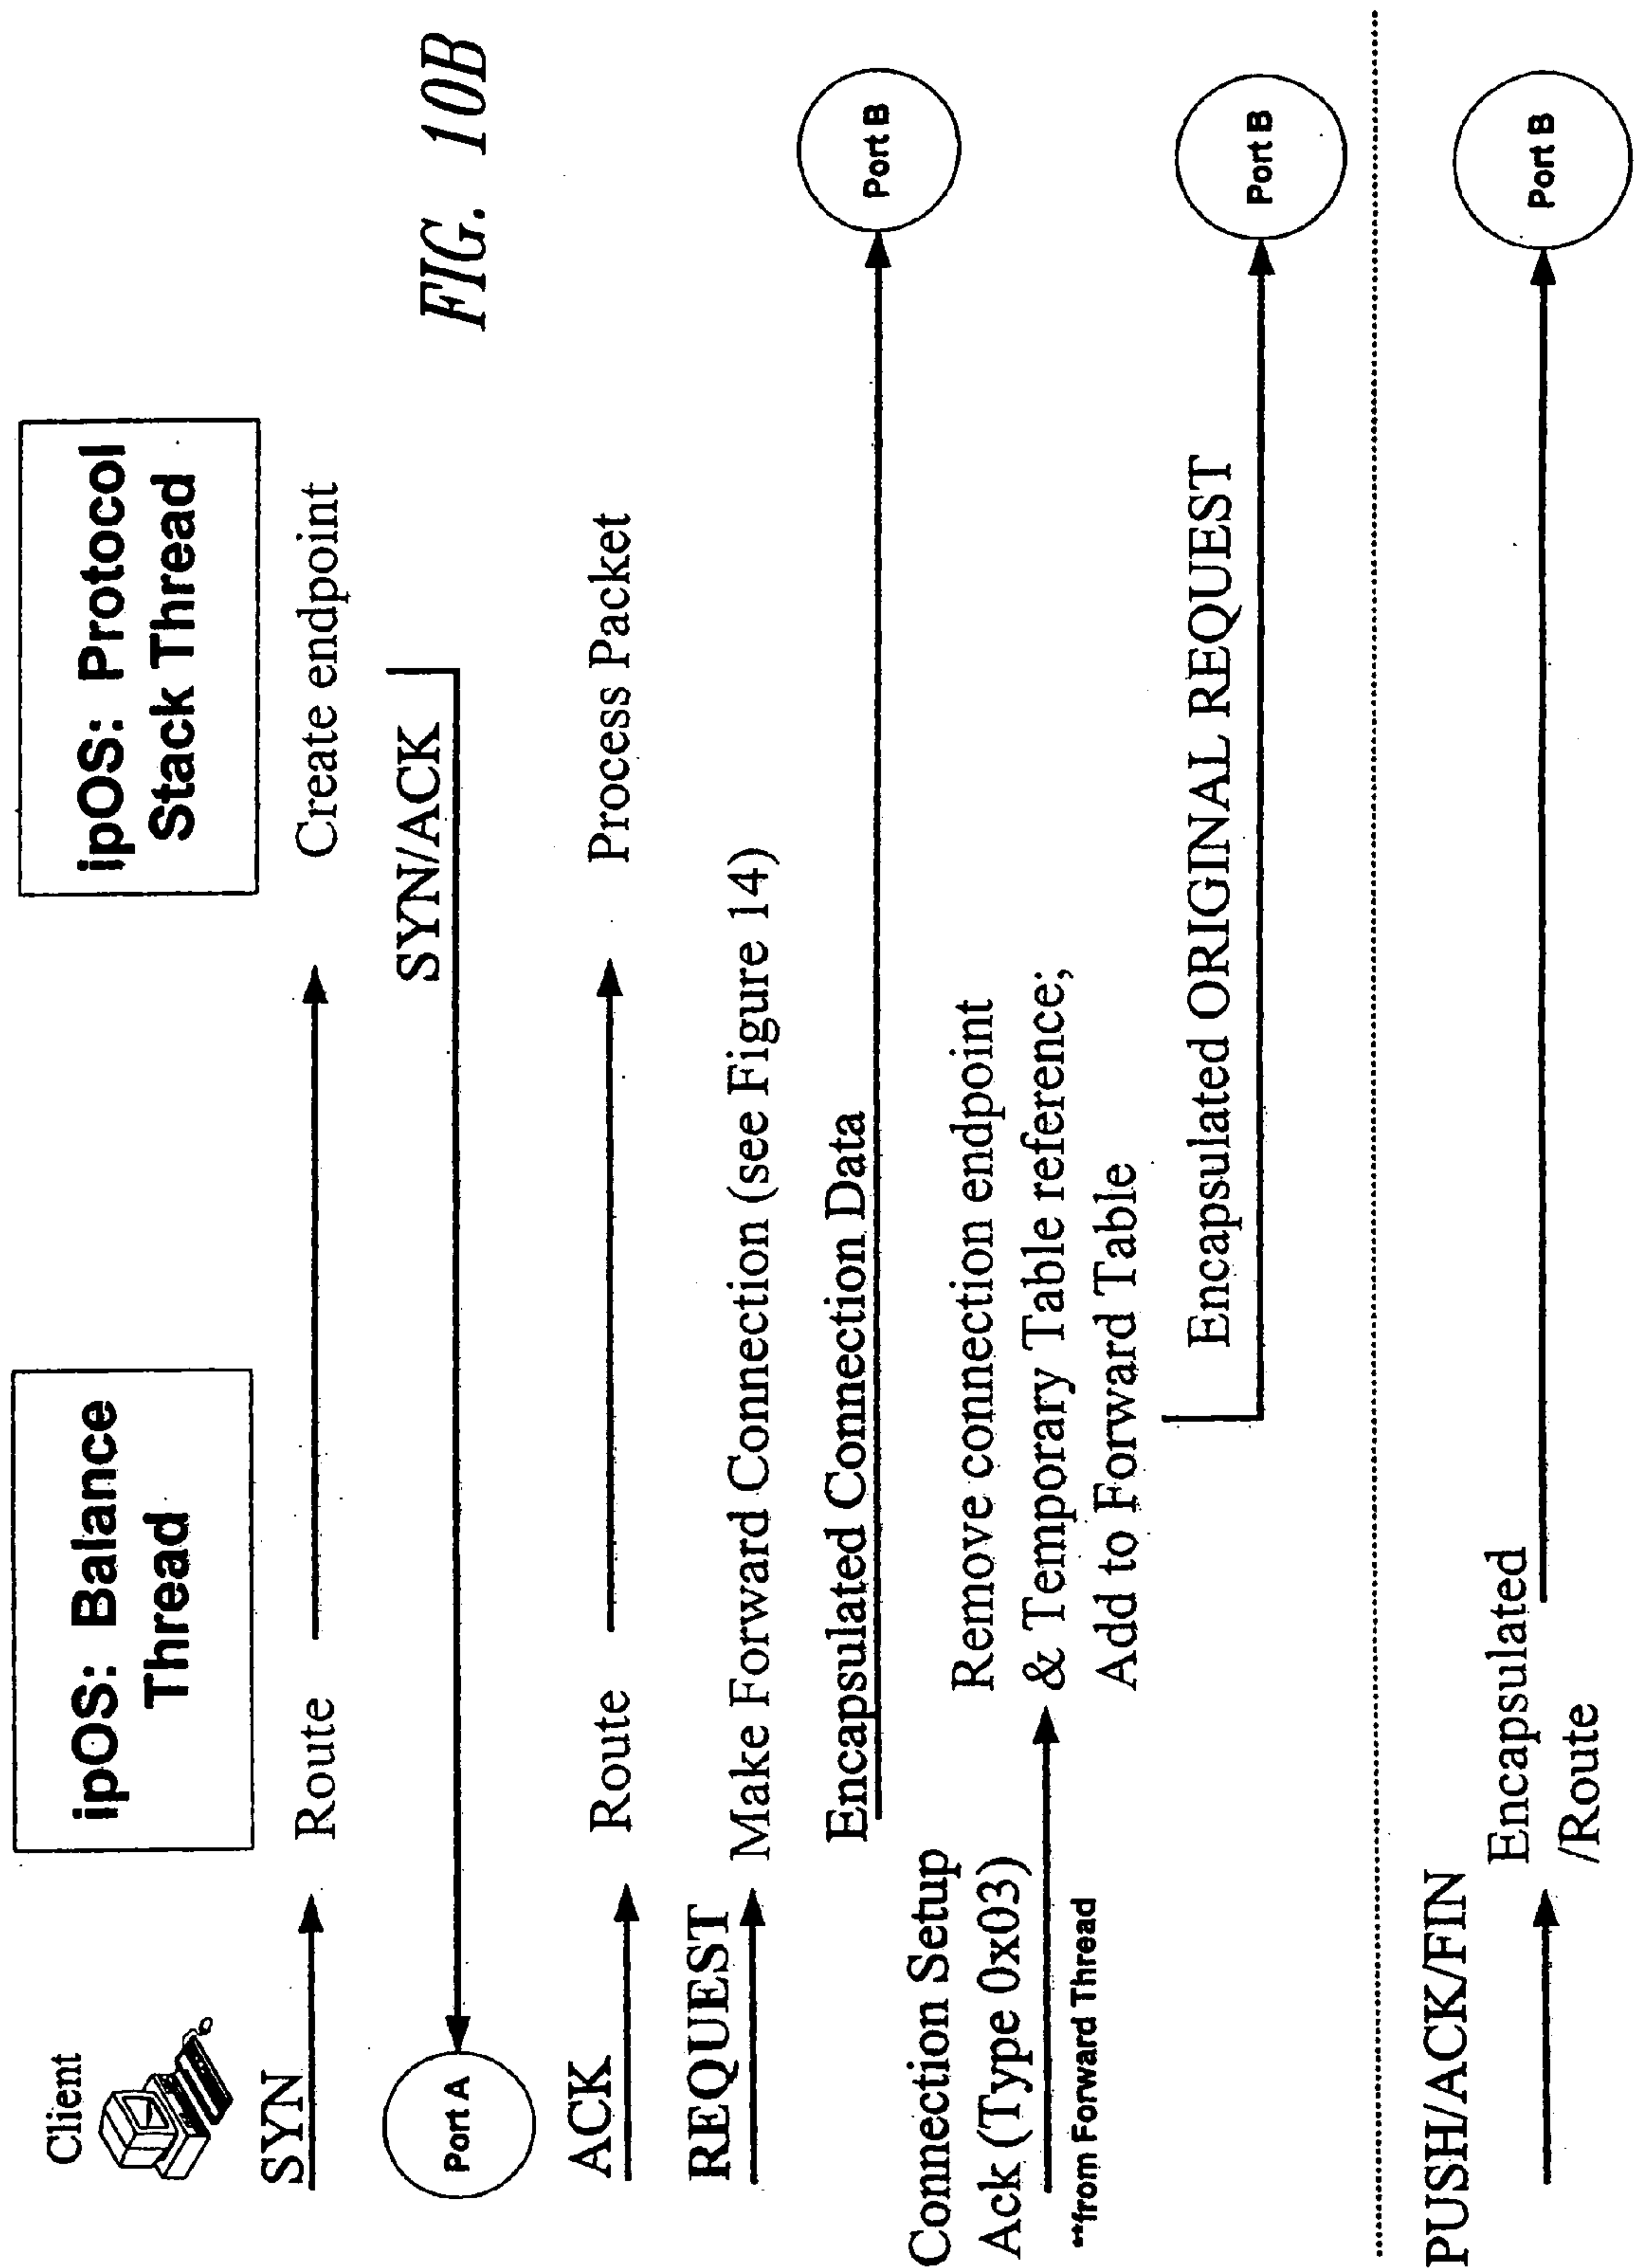 Client
ipOS: Balance
Thread
ipOS: Protocol
Stack Thread
SYN
Route
Create endpoint
FIG. 10B
SYN/ACK
Port A
ACK
Route
Process Packet
REQUEST
Make Forward Connection (see Figure 14)
Encapsulated Connection Data
Port B
Connection Setup
Ack (Type 0x03)
**from Forward Thread
Remove connection endpoint
& Temporary Table reference;
Add to Forward Table
Encapsulated ORIGINAL REQUEST
Port B
PUSH/ACK/FIN
Encapsulated
/Route
Port B